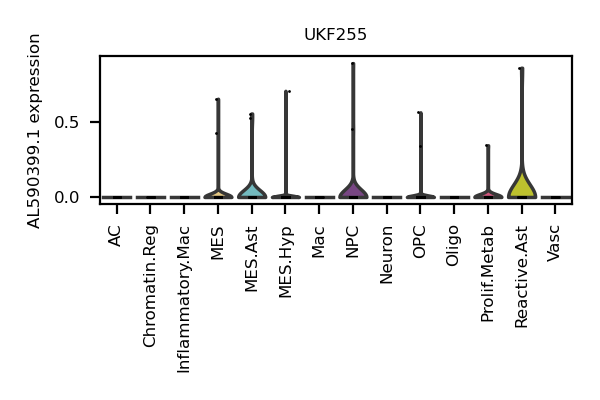 UKF255
AL590399.1 expression
0.5
0.0
AC
Chromatin.Reg
Inflammatory.Mac
MES
MES.Ast
MES.Hyp
Mac
NPC
Neuron
OPC
Oligo
Prolif.Metab
Reactive.Ast
Vasc